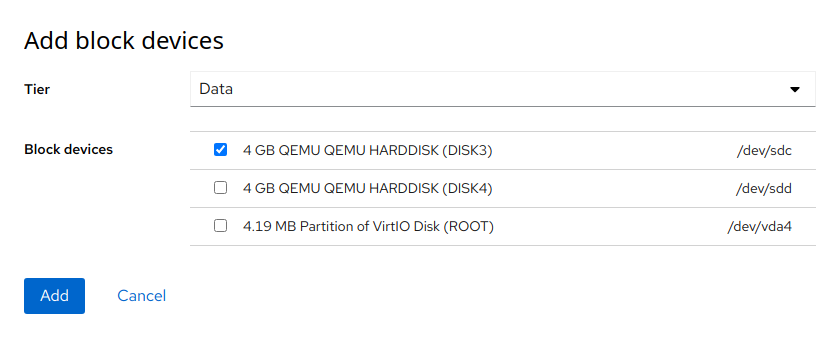 Add block devices
Tier Data
Block devices 4 GB QEMU QEMU HARDDISK (DISK3) /dev/sdc
4 GB QEMU QEMU HARDDISK (DISK4) /dev/sdd
4.19 MB Partition of VirtIO Disk (ROOT) /dev/vda4
Add Cancel